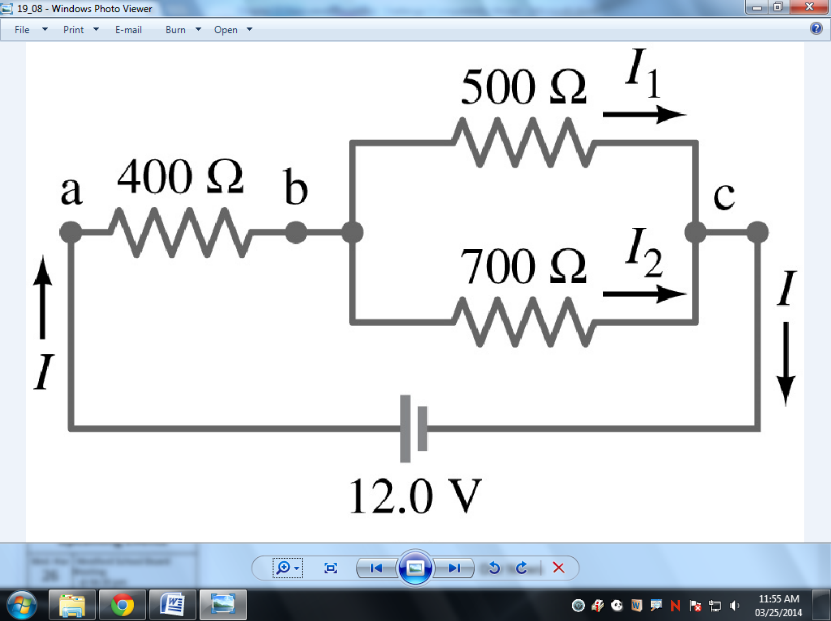 19_08 - Windows Photo Viewer
File Print E-mail Burn Open
500 Ω I1
a 400 Ω b
c
700 Ω I2
I
I
12.0 V
11:55 AM
03/25/2014